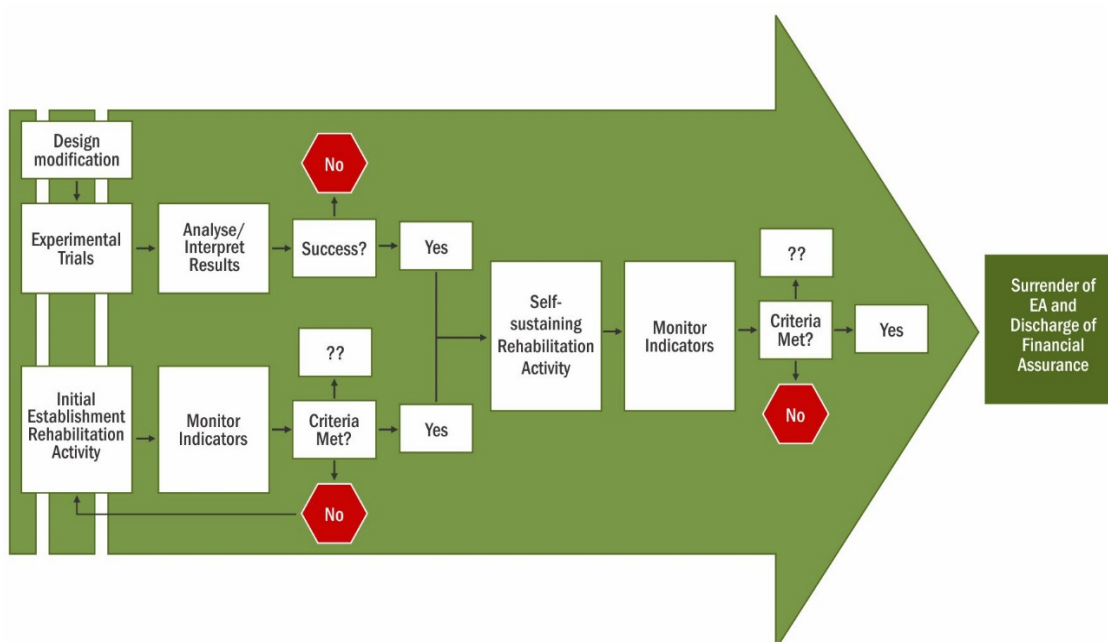 Design
modification
No
Experimental
Trials
Analyse/
Interpret
Results
Success?
Yes
??
Self-
sustaining
Rehabilitation
Activity
Monitor
Indicators
Criteria
Met?
Yes
Surrender of
EA and
Discharge of
Financial
Assurance
??
Initial
Establishment
Rehabilitation
Activity
Monitor
Indicators
Criteria
Met?
Yes
No
No